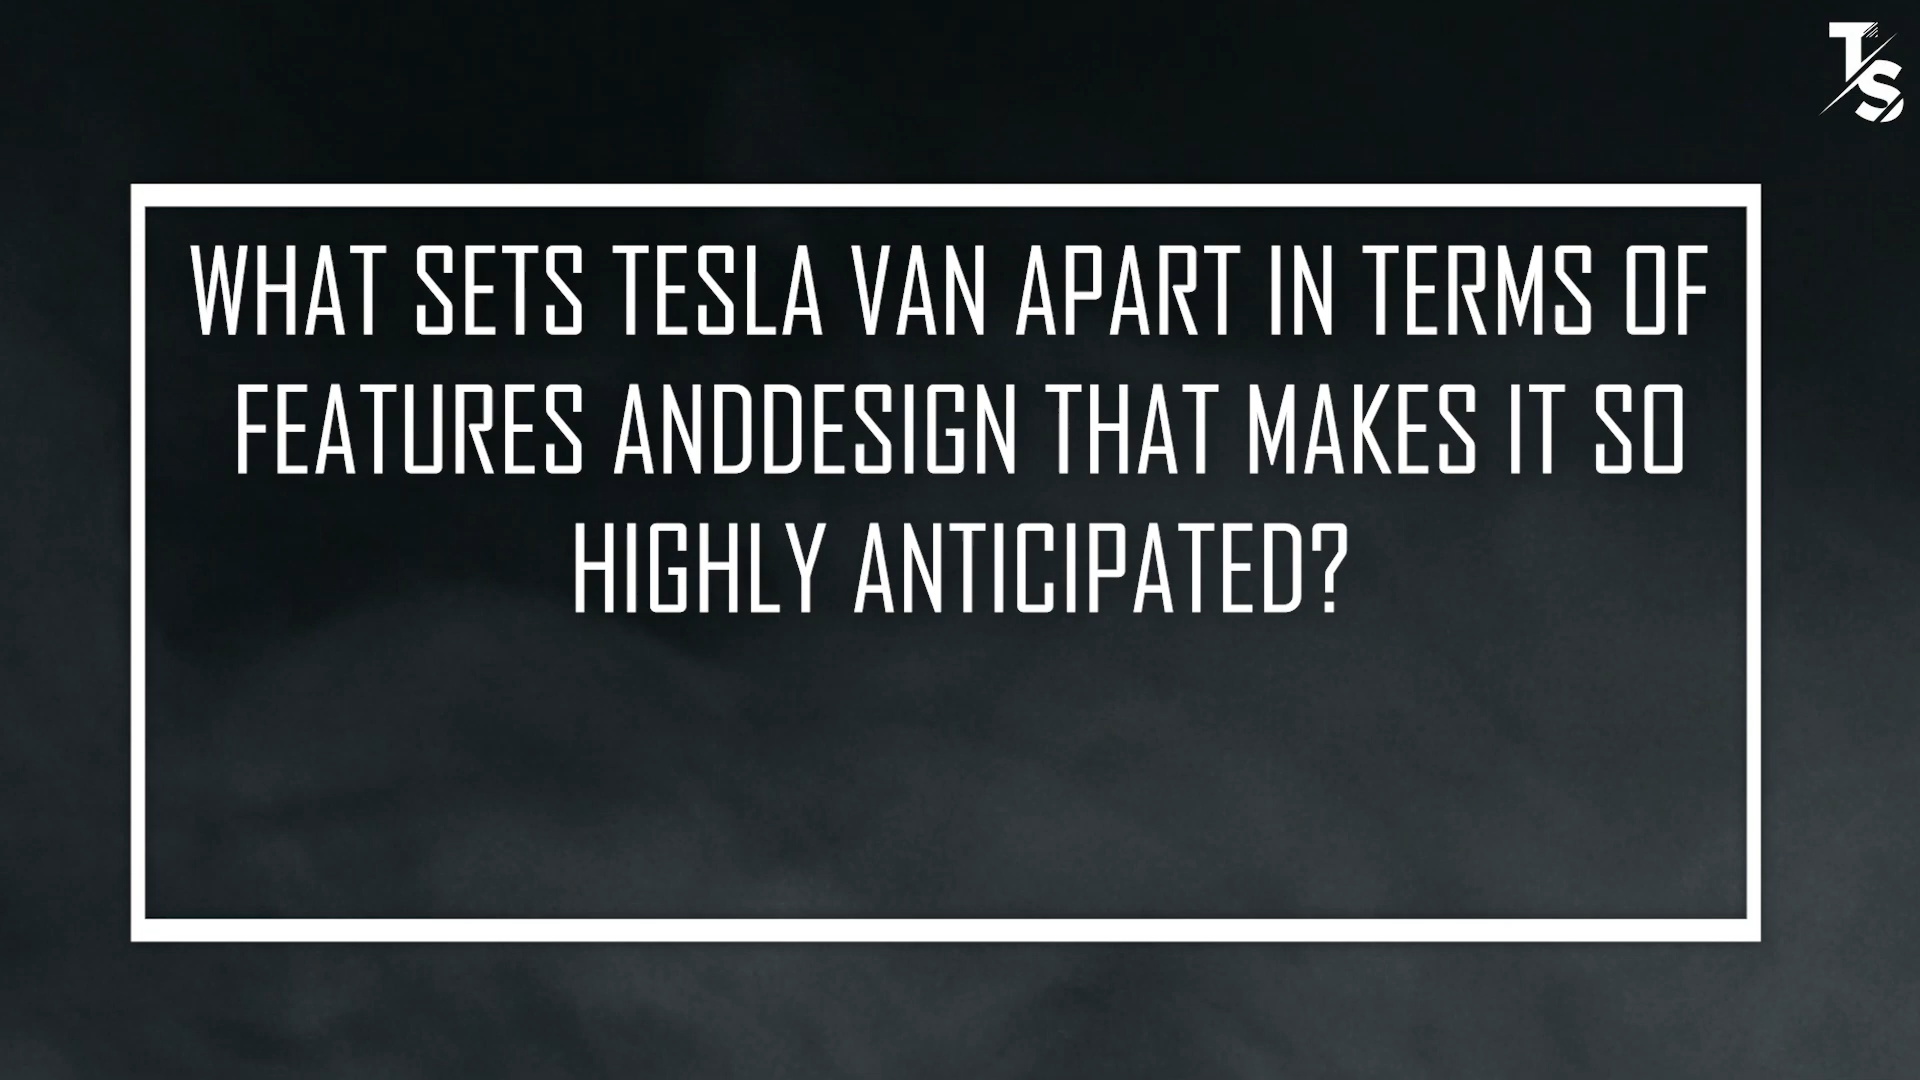 TS
WHAT SETS TESLA VAN APART IN TERMS OF
FEATURES ANDDESIGN THAT MAKES IT SO
HIGHLY ANTICIPATED?